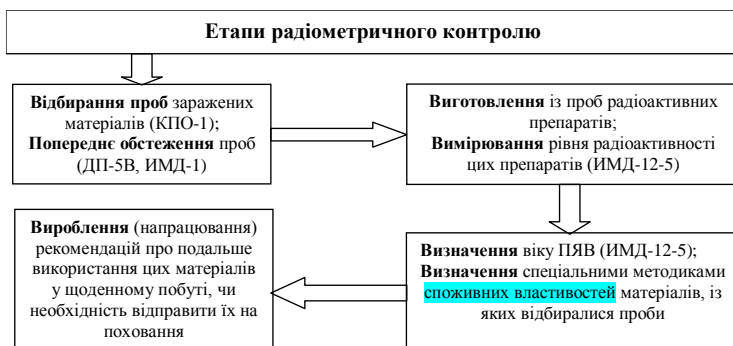 Етапи радіометричного контролю
Відбирання проб заражених
матеріалів (КПО-1);
Попереднє обстеження проб
(ДП-5В, ИМД-1)
Виготовлення із проб радіоактивних
препаратів;
Вимірювання рівня радіоактивності
цих препаратів (ИМД-12-5)
Визначення віку ПЯВ (ИМД-12-5);
Визначення спеціальними методиками
споживних властивостей матеріалів, із
яких відбиралися проби
Вироблення (напрацювання)
рекомендацій про подальше
використання цих матеріалів
у щоденному побуті, чи
необхідність відправити їх на
поховання